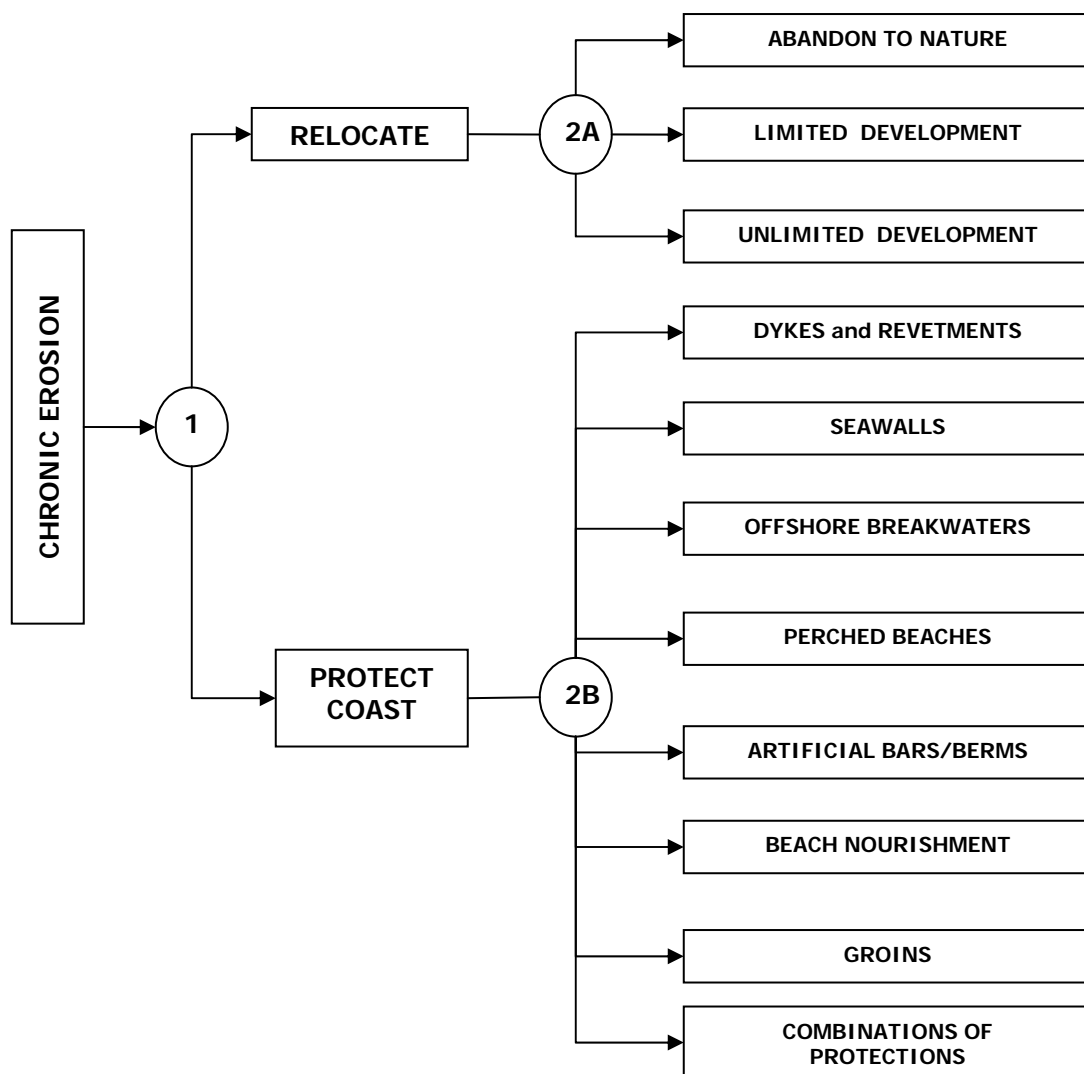 CHRONIC EROSION
1
RELOCATE
2A
ABANDON TO NATURE
LIMITED DEVELOPMENT
UNLIMITED DEVELOPMENT
PROTECT
COAST
2B
DYKES and REVETMENTS
SEAWALLS
OFFSHORE BREAKWATERS
PERCHED BEACHES
ARTIFICIAL BARS/BERMS
BEACH NOURISHMENT
GROINS
COMBINATIONS OF
PROTECTIONS